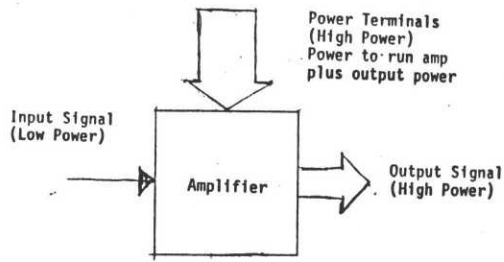 Power Terminals
(High Power)
Power to run amp
plus output power
Input Signal
(Low Power)
Amplifier
Output Signal
(High Power)